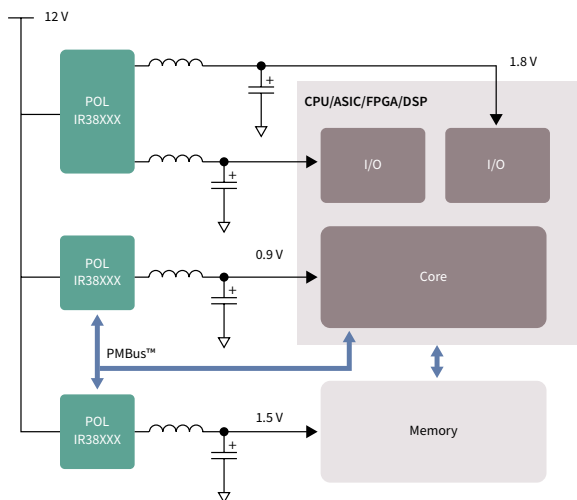 12 V
1.8 V
POL
IR38XXX
+
CPU/ASIC/FPGA/DSP
I/O
I/O
+
POL
IR38XXX
0.9 V
+
Core
PMBus™
POL
IR38XXX
1.5 V
+
Memory